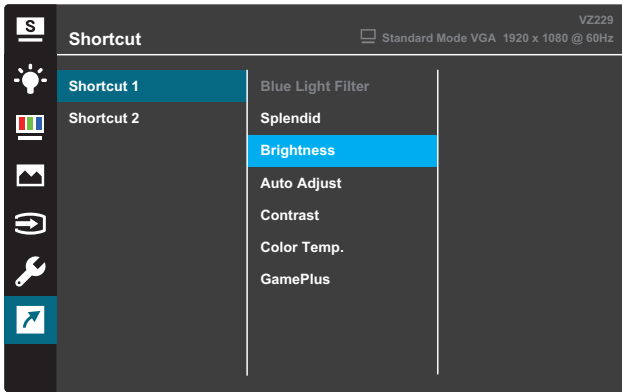 S
VZ229
Shortcut
Standard Mode VGA 1920 x 1080 @ 60Hz
Shortcut 1
Shortcut 2
Blue Light Filter
Splendid
Brightness
Auto Adjust
Contrast
Color Temp.
GamePlus